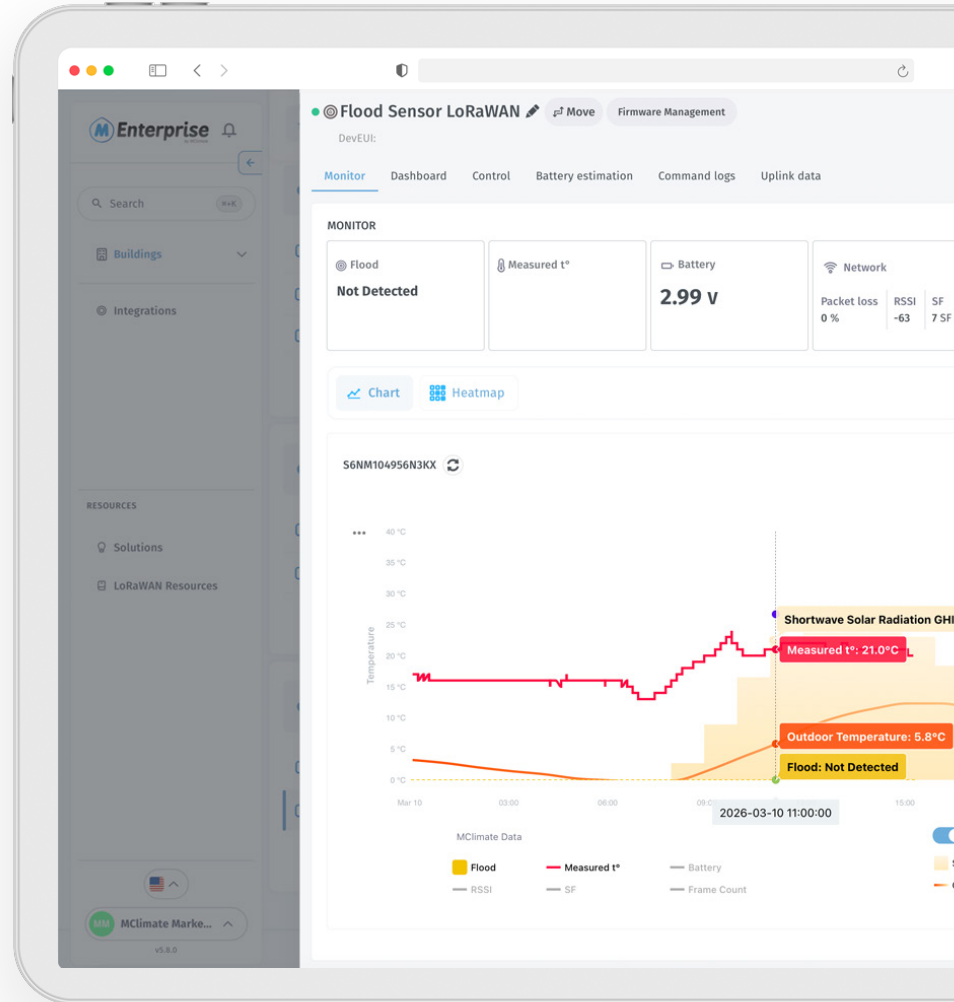 Flood Sensor LoRaWAN
Move
Firmware Management
DevEUI:
M Enterprise
Monitor
Dashboard
Control
Battery estimation
Command logs
Uplink data
Search
⌘+K
Buildings
Integrations
RESOURCES
Solutions
LoRaWAN Resources
MM
MClimate Marke...
v5.8.0
MONITOR
Flood
Not Detected
Measured t°
Battery
2.99 V
Network
Packet loss
0 %
RSSI
-63
SF
7 SF
Chart
Heatmap
S6NM104956N3KX
Temperature
40 °C
35 °C
30 °C
25 °C
20 °C
15 °C
10 °C
5 °C
0 °C
Shortwave Solar Radiation GHI
Measured t°: 21.0°C
Outdoor Temperature: 5.8°C
Flood: Not Detected
Mar 10
03:00
06:00
2026-03-10 11:00:00
15:00
MClimate Data
Flood
Measured t°
Battery
RSSI
SF
Frame Count